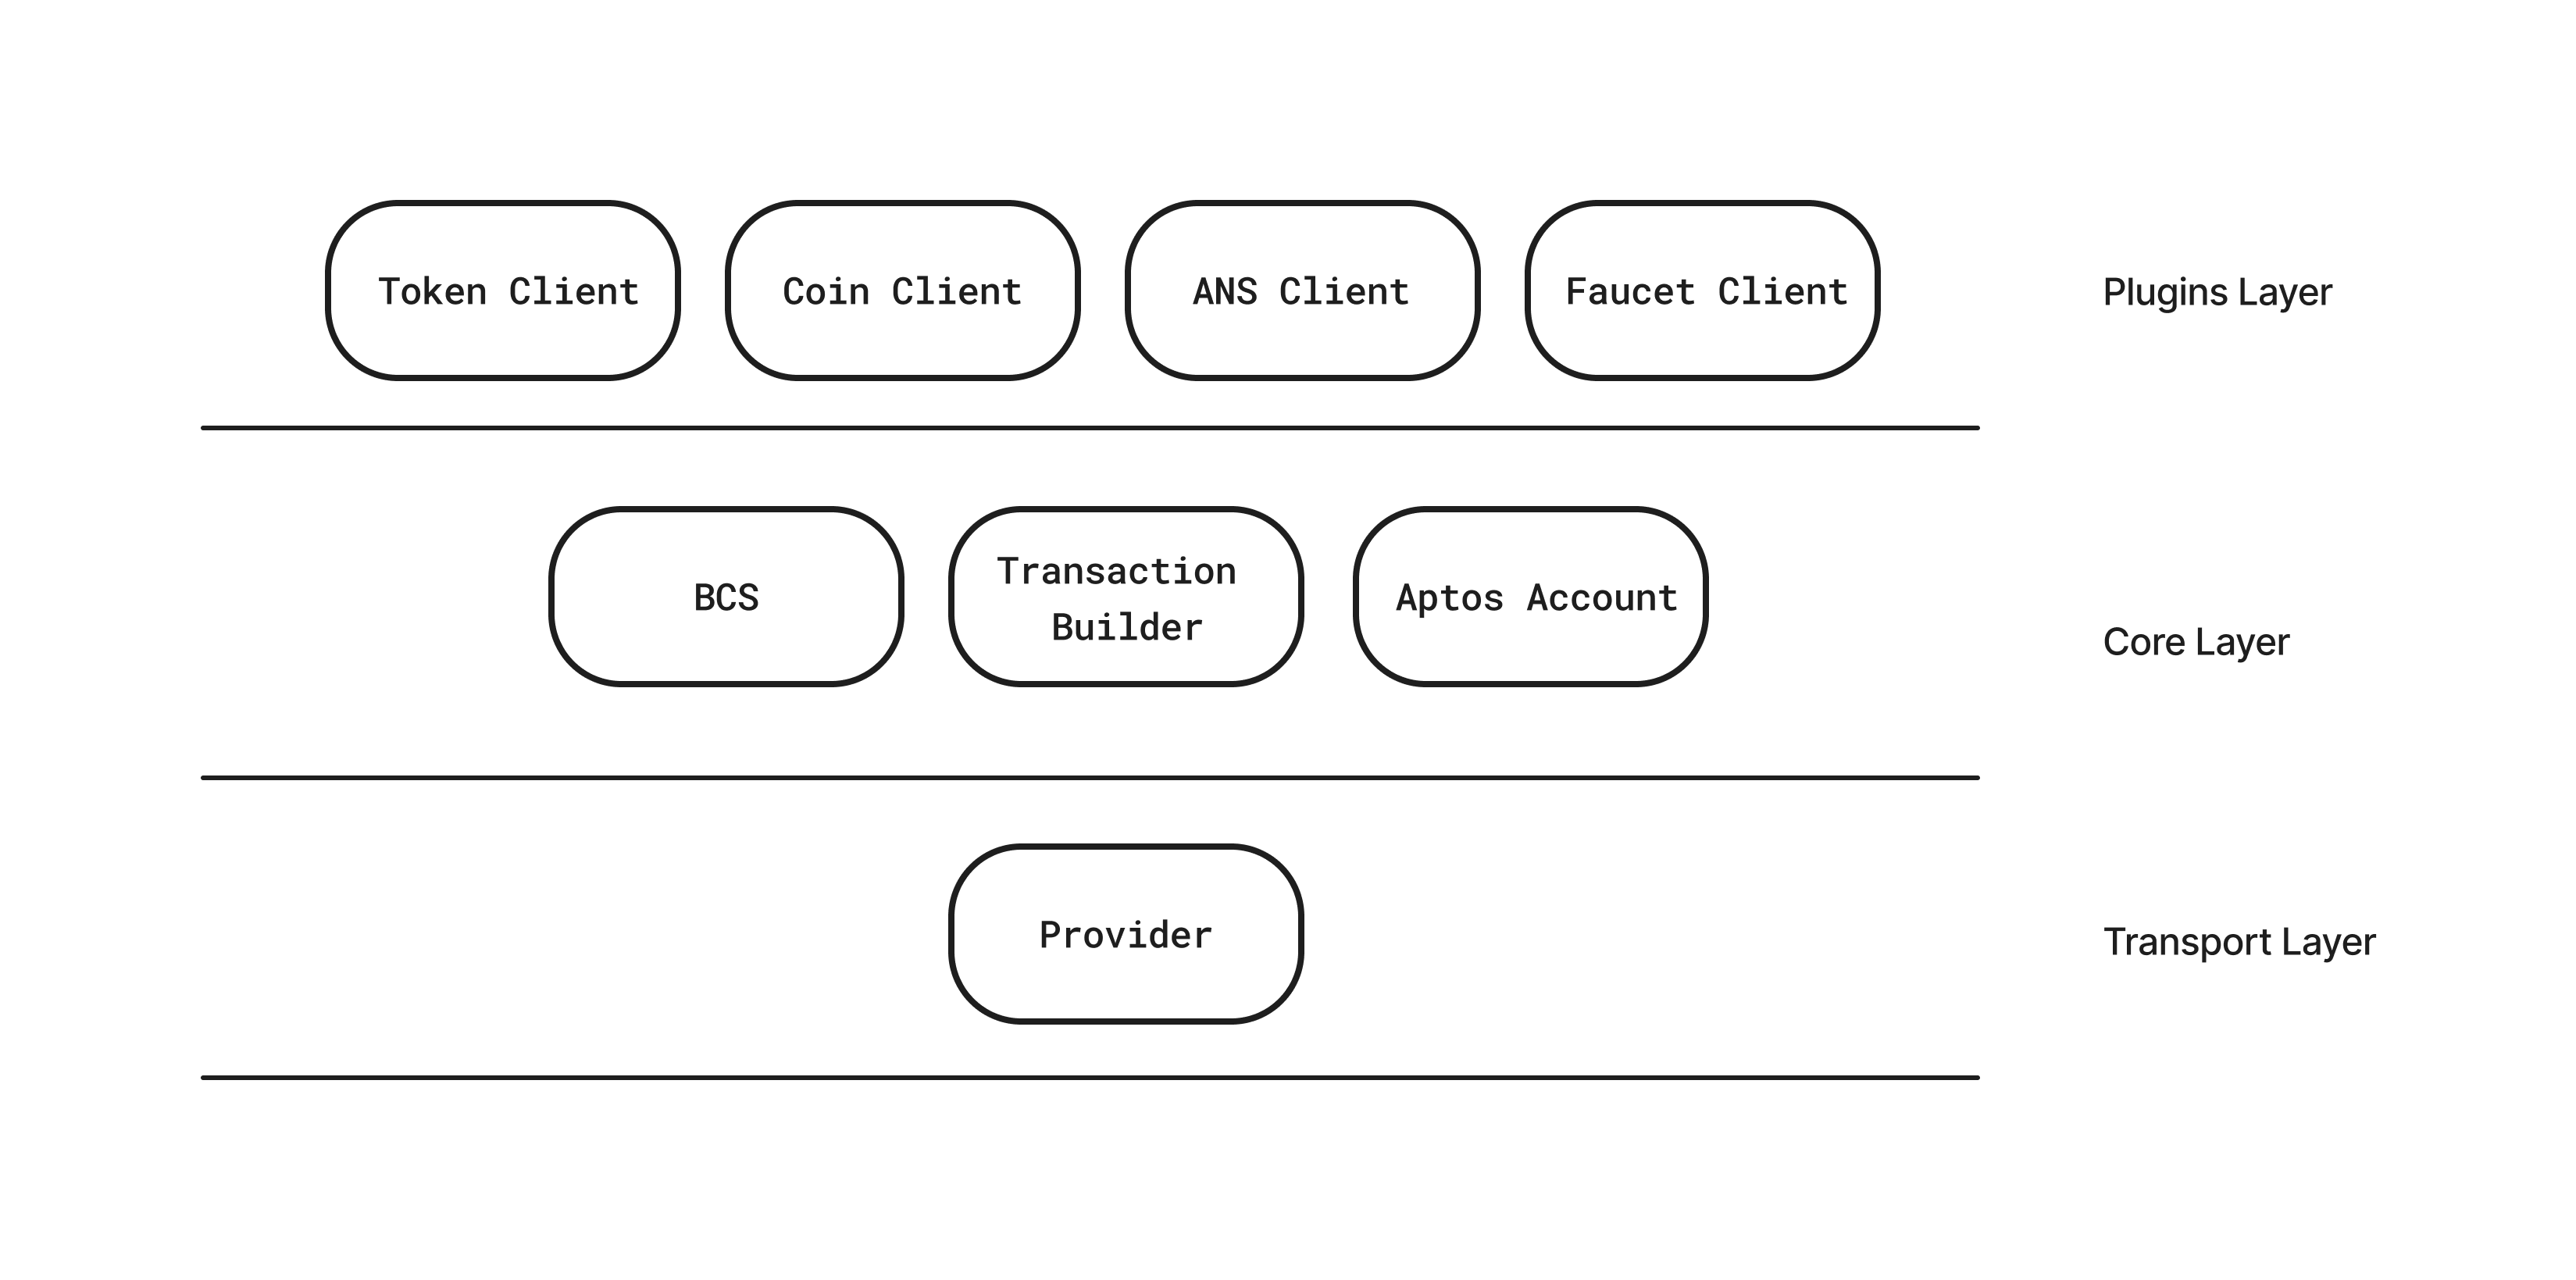 Token Client
Coin Client
ANS Client
Faucet Client
Plugins Layer
BCS
Transaction
Builder
Aptos Account
Core Layer
Provider
Transport Layer